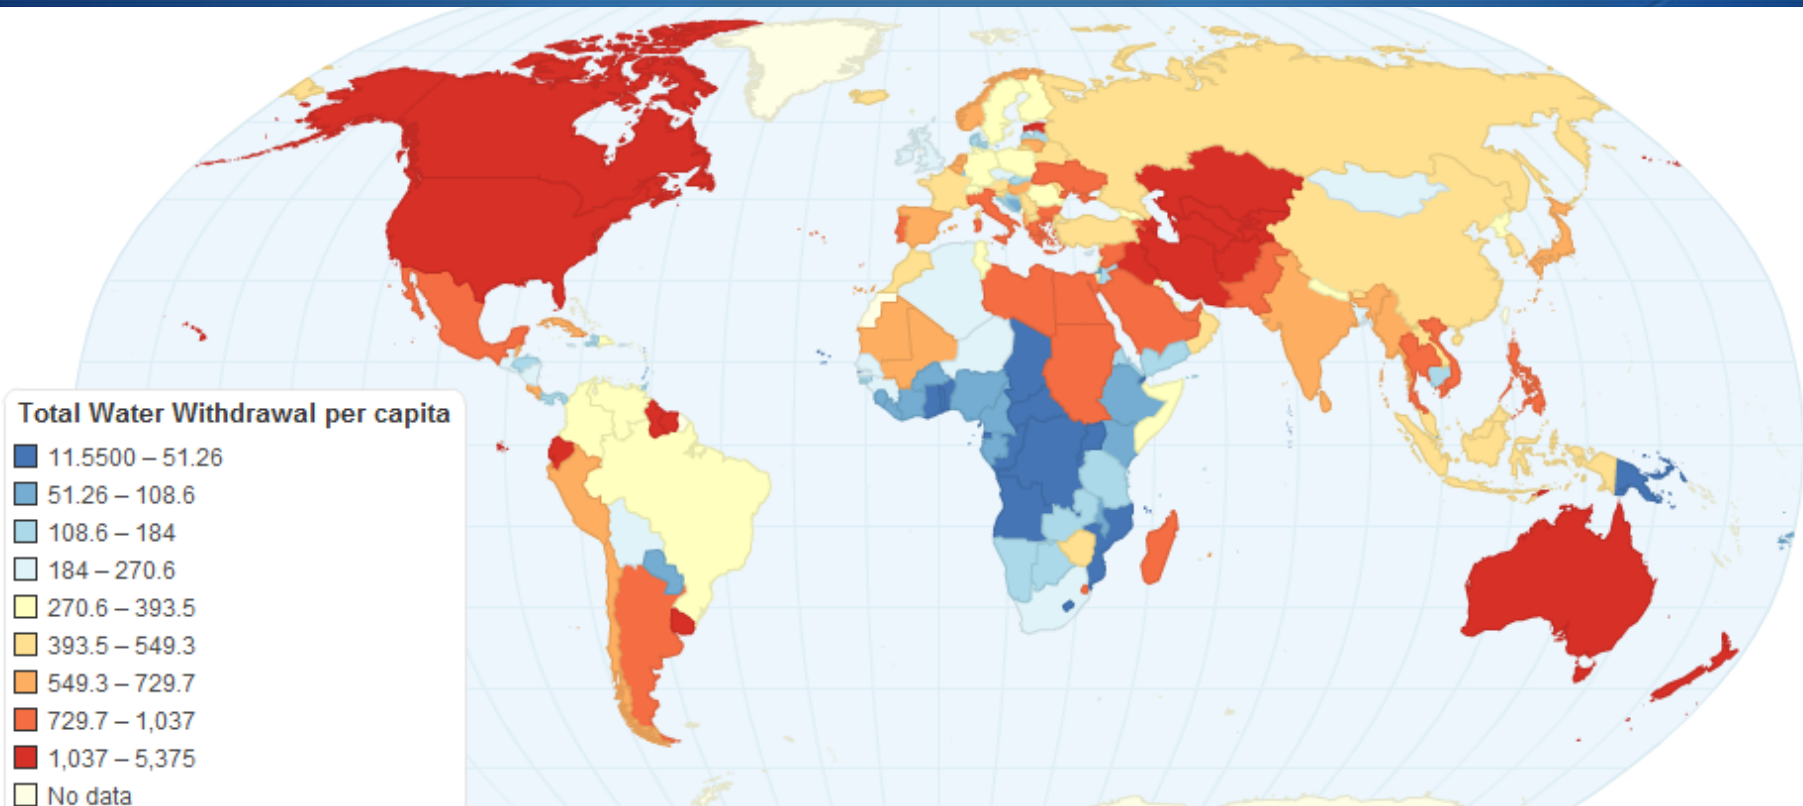 Total Water Withdrawal per capita
11.5500 – 51.26
51.26 – 108.6
108.6 – 184
184 – 270.6
270.6 – 393.5
393.5 – 549.3
549.3 – 729.7
729.7 – 1,037
1,037 – 5,375
No data